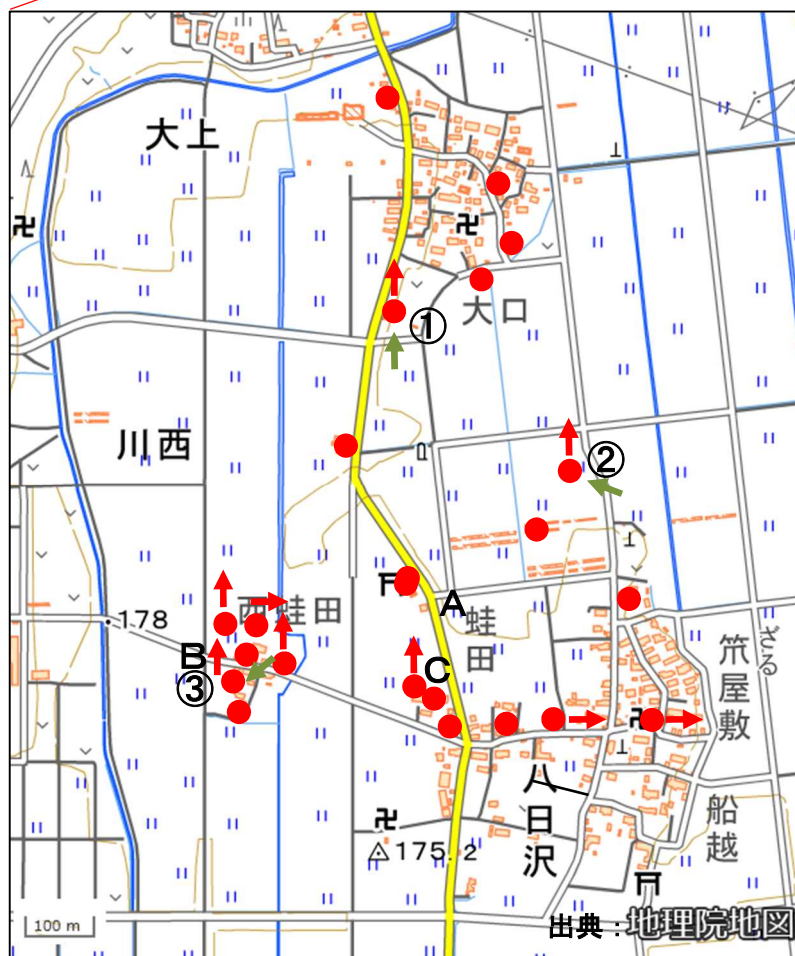 大上
大口
①
川西
②
A
蛙田
西蛙田
178
B
③
C
笊屋敷
ざる
八日沢
船越
175.2
100 m
出典：地理院地図